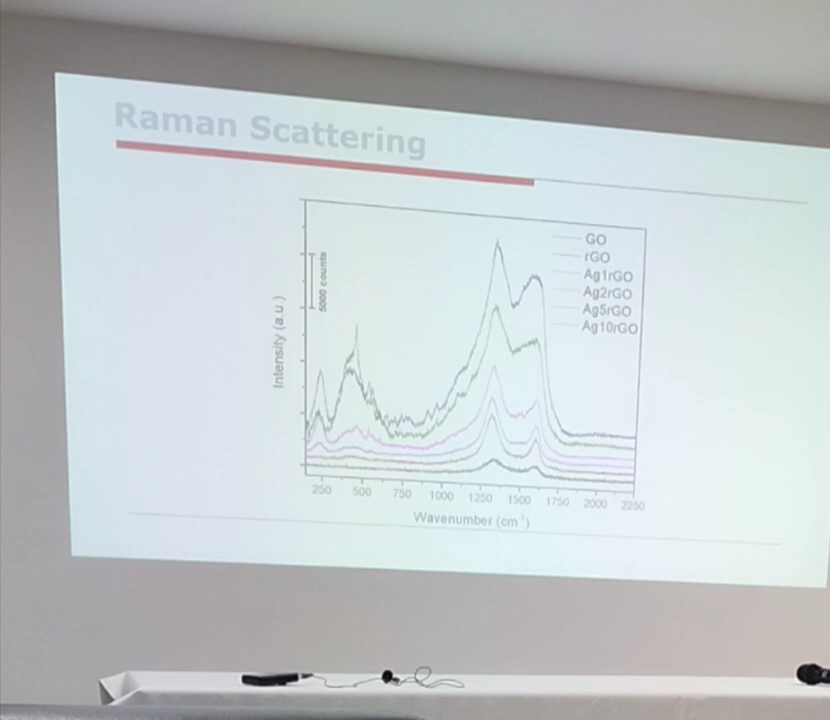 Raman Scattering
GO
rGO
Ag1rGO
Ag2rGO
Ag5rGO
Ag10rGO
5000 counts
Intensity (a.u.)
250 500 750 1000 1250 1500 1750 2000 2250
Wavenumber (cm⁻¹)